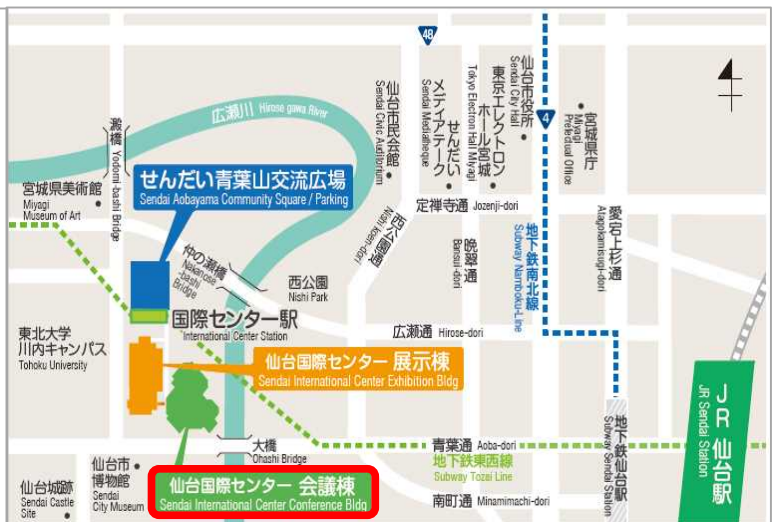 48
4
広瀬川 Hirose gawa River
澱橋 Yodomi-bashi Bridge
仙台市民会館
Sendai Civic Auditorium
せんだい
メディアテーク
Sendai Mediatheque
東京エレクトロン
ホール宮城
Tokyo Electron Hall Miyagi
仙台市役所
Sendai City Hall
宮城県庁
Miyagi
Prefectual Office
宮城県美術館
Miyagi
Museum of Art
せんだい青葉山交流広場
Sendai Aobayama Community Square / Parking
定禅寺通 Jozenji-dori
西公園通
Nishi koen-dori
仲の瀬橋
Nakanose
-bashi
Bridge
西公園
Nishi Park
晩翠通
Bansui-dori
地下鉄南北線
Subway Namboku-Line
愛宕上杉通
Atagokamisugi-dori
国際センター駅
International Center Station
広瀬通 Hirose-dori
東北大学
川内キャンパス
Tohoku University
仙台国際センター 展示棟
Sendai International Center Exhibition Bldg
JR 仙台駅
JR Sendai Station
大橋
Ohashi Bridge
青葉通 Aoba-dori
地下鉄東西線
Subway Tozai Line
地下鉄仙台駅
Subway Sendai Station
仙台城跡
Sendai Castle
Site
仙台市
博物館
Sendai
City Museum
仙台国際センター 会議棟
Sendai International Center Conference Bldg
南町通 Minamimachi-dori